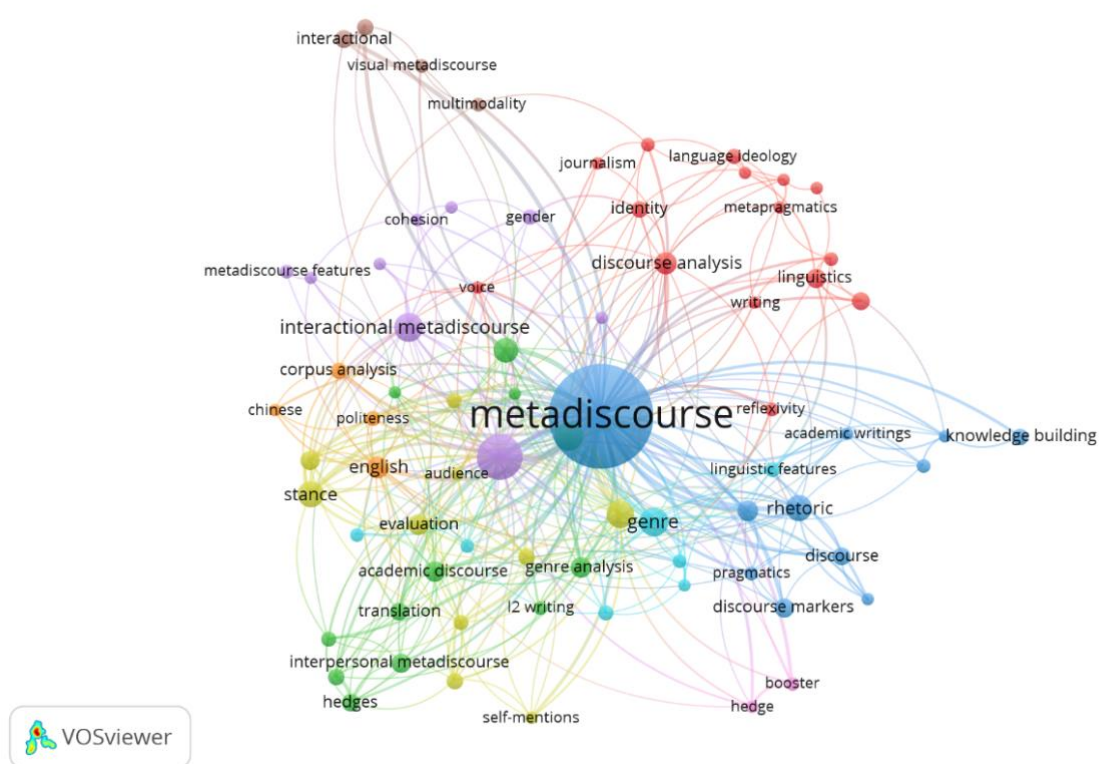 interactional
visual metadiscourse
multimodality
journalism
language ideology
identity
metapragmatics
cohesion
gender
discourse analysis
metadiscourse features
linguistics
voice
writing
interactional metadiscourse
corpus analysis
chinese
politeness
metadiscourse
reflexivity
academic writings
knowledge building
english
audience
linguistic features
stance
rhetoric
evaluation
genre
discourse
academic discourse
genre analysis
pragmatics
translation
l2 writing
discourse markers
interpersonal metadiscourse
booster
hedges
hedge
self-mentions
VOSviewer